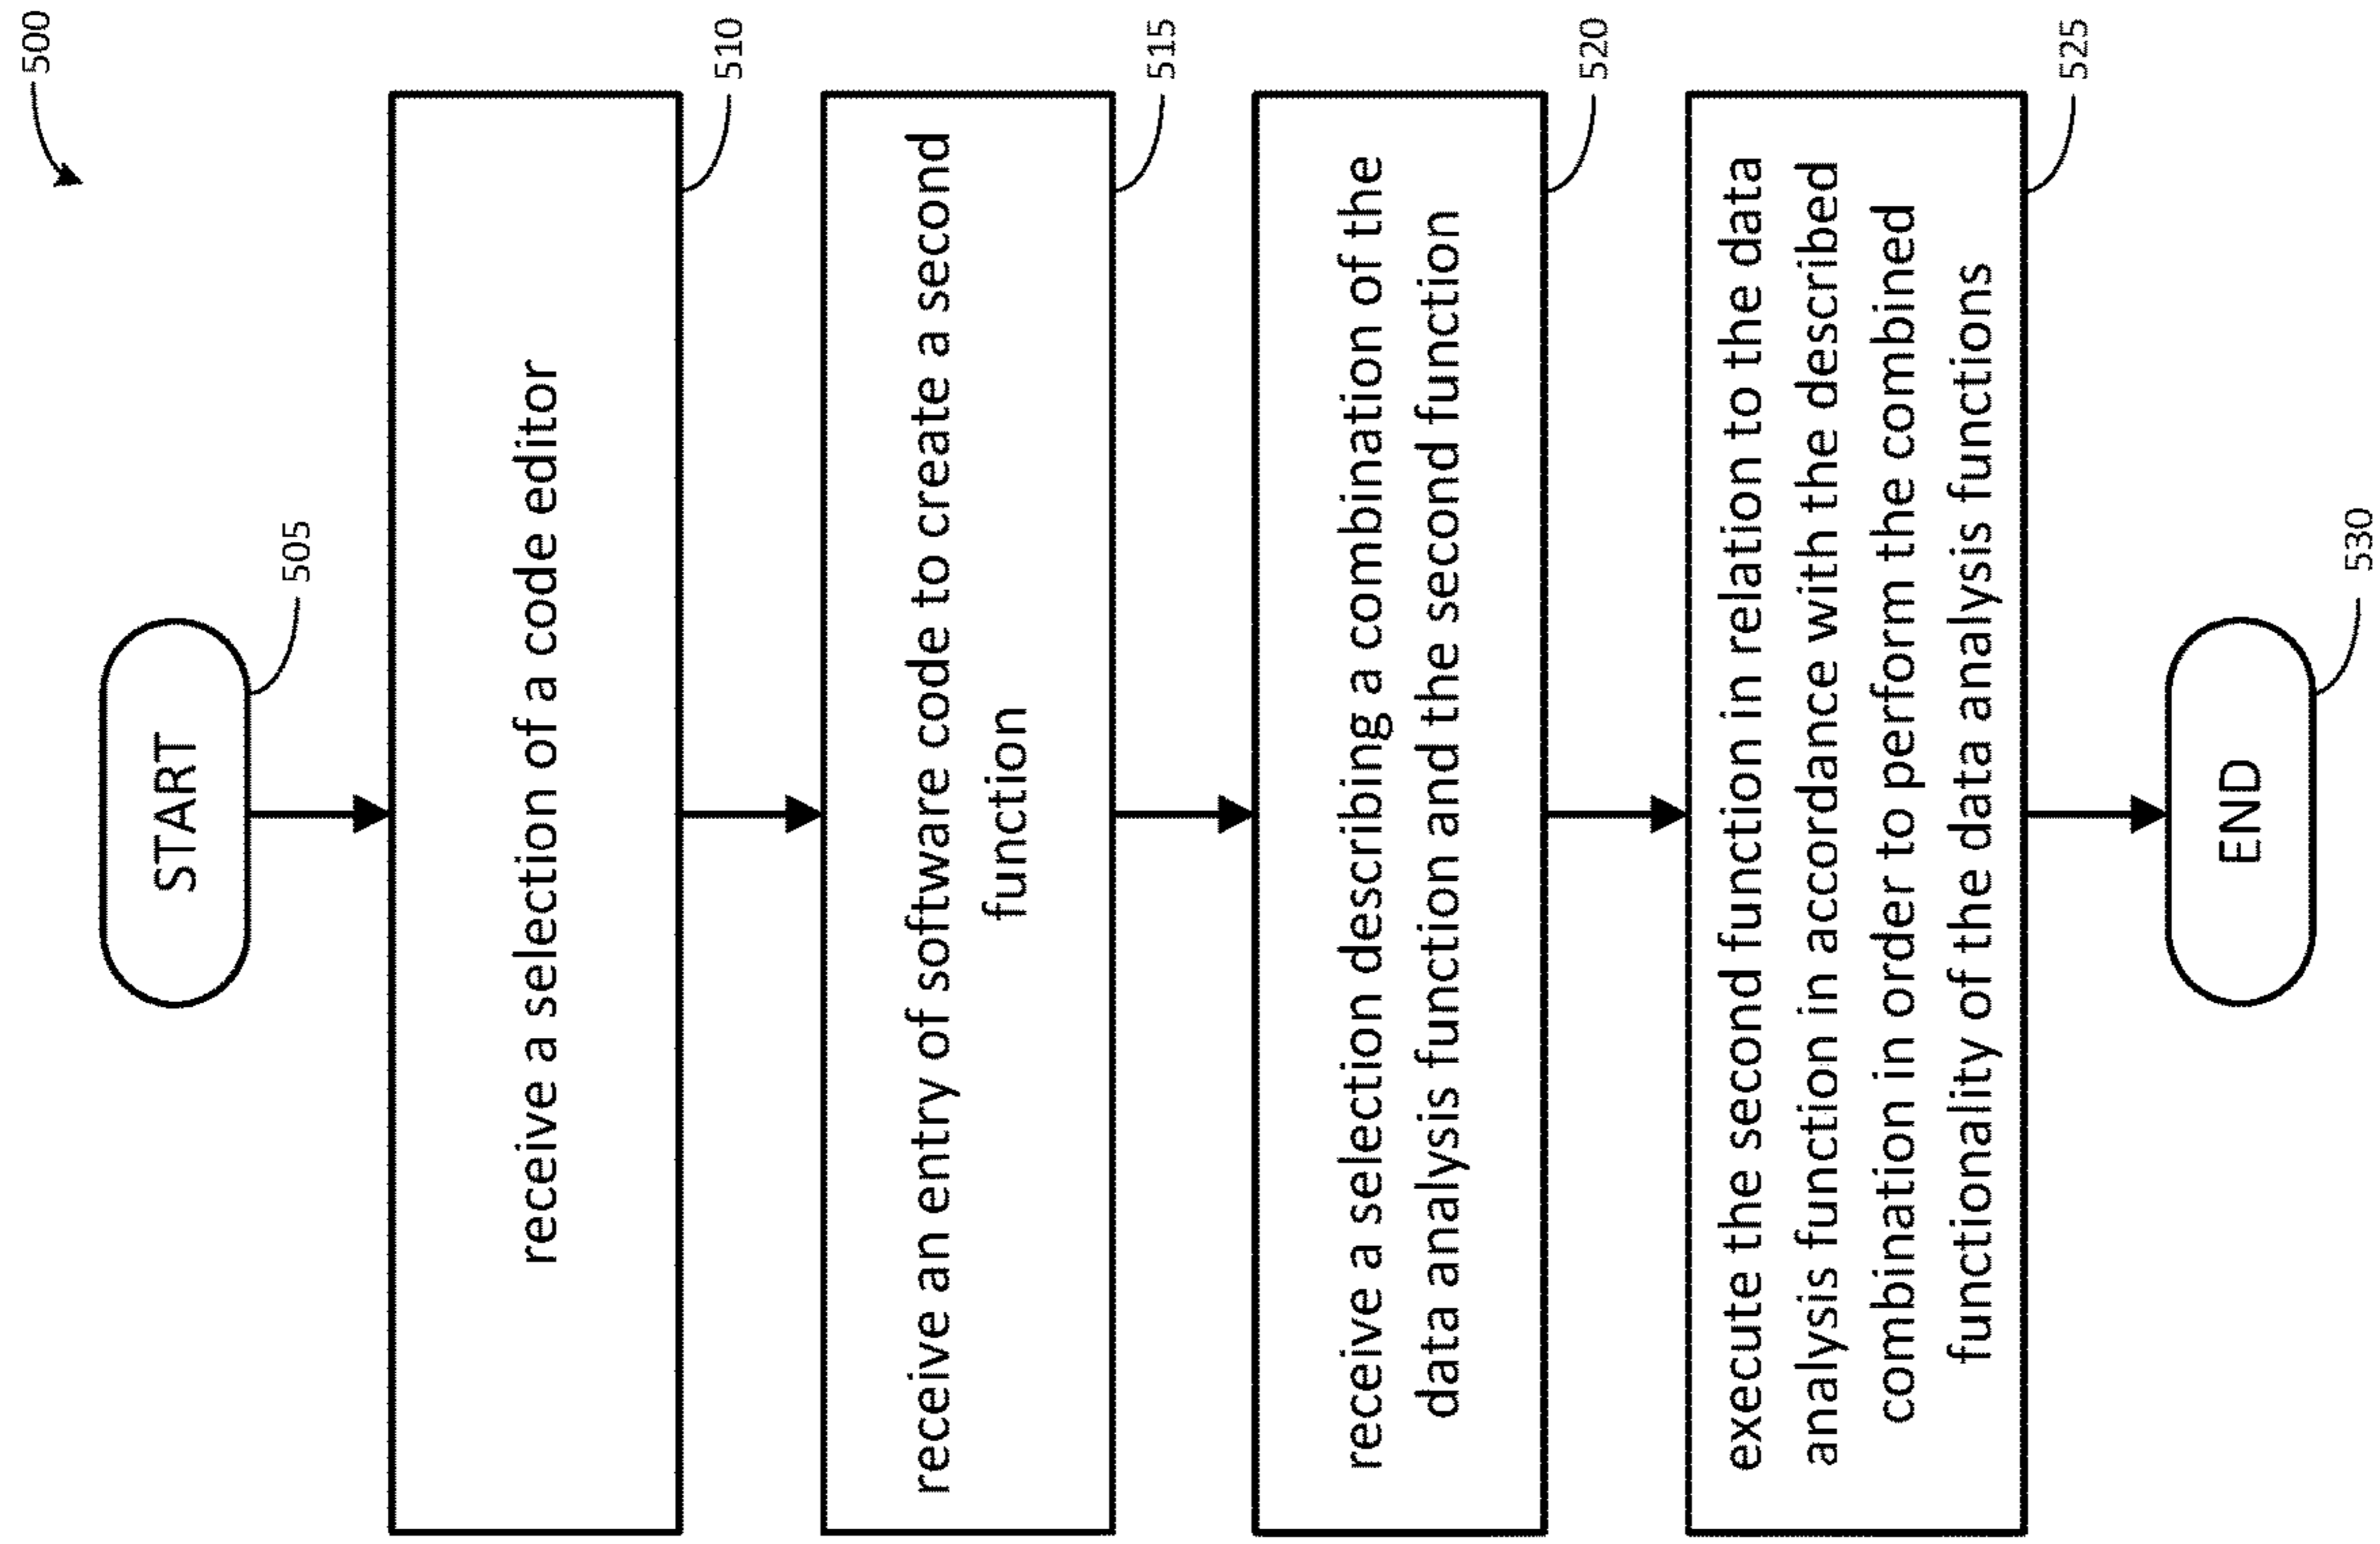 500
START
505
receive a selection of a code editor
510
receive an entry of software code to create a second
function
515
receive a selection describing a combination of the
data analysis function and the second function
520
execute the second function in relation to the data
analysis function in accordance with the described
combination in order to perform the combined
functionality of the data analysis functions
525
END
530